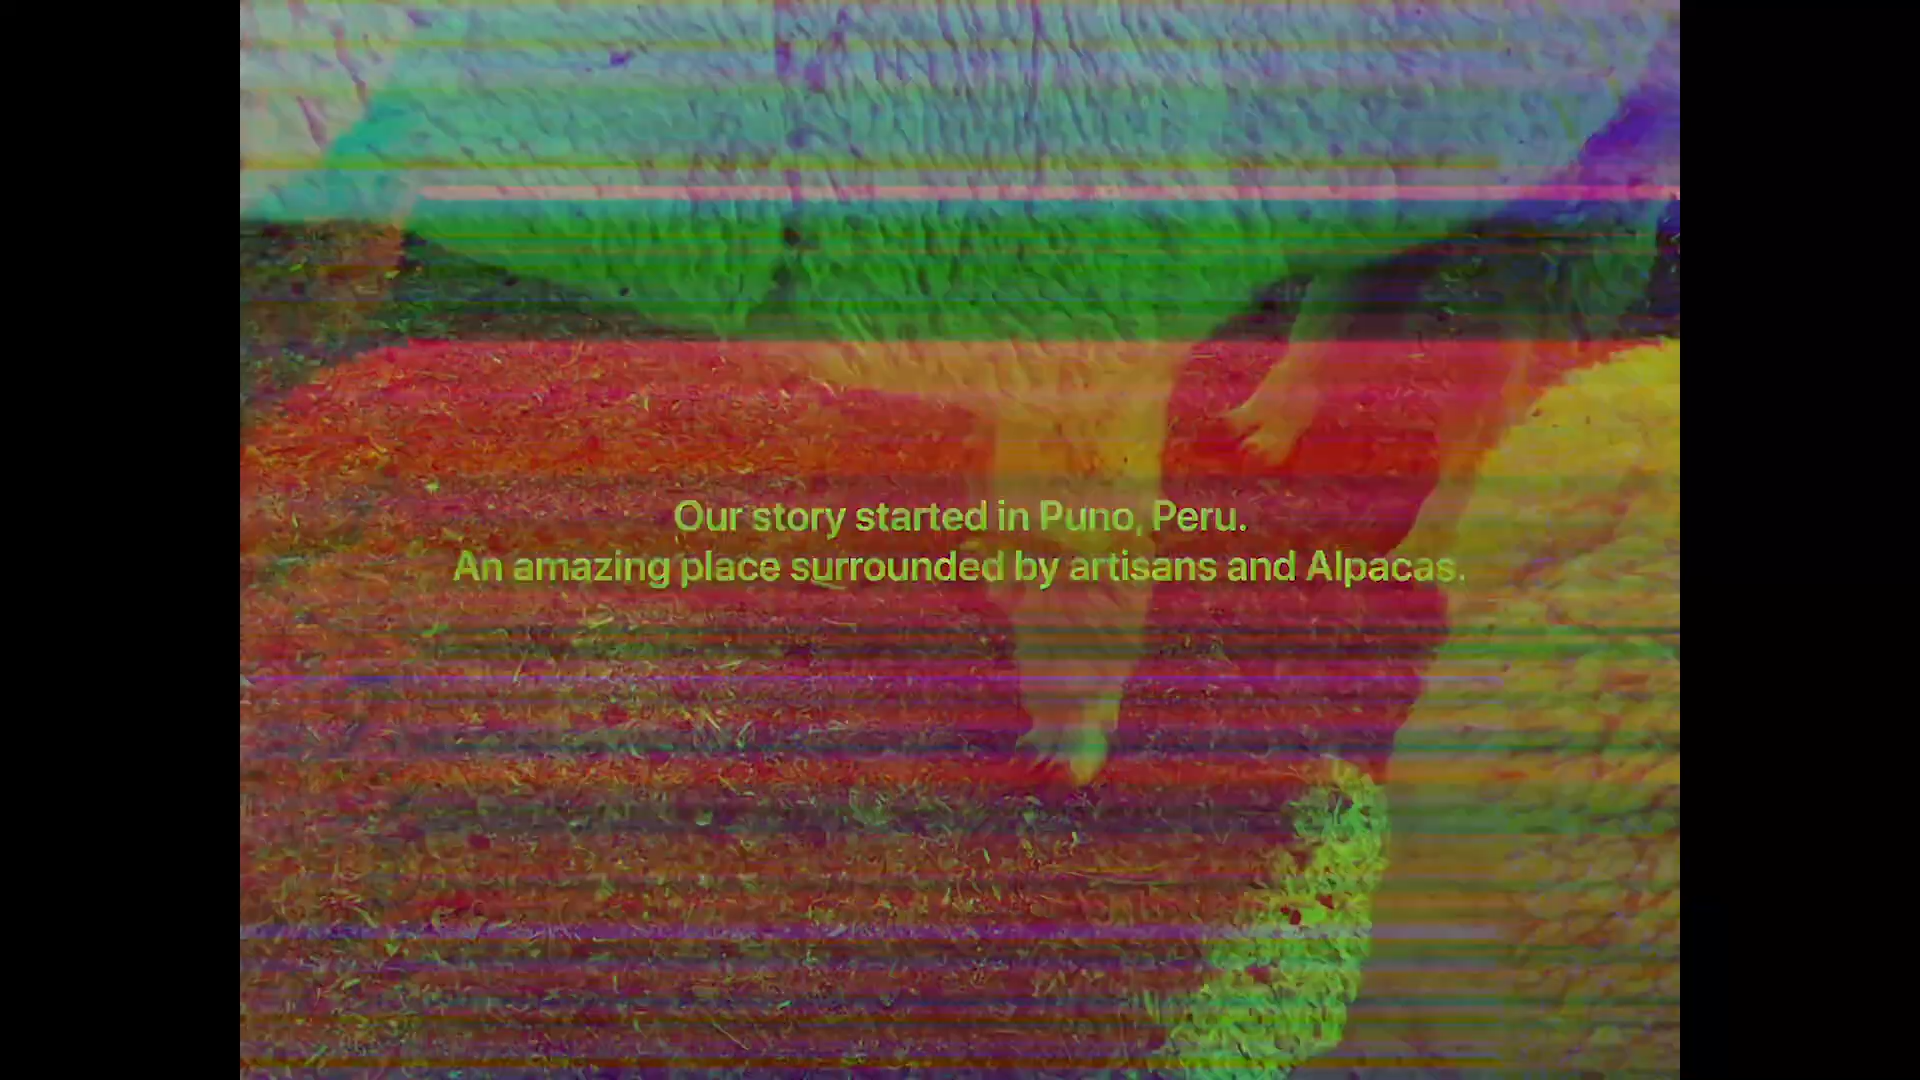 Our story started in Puno, Peru.
An amazing place surrounded by artisans and Alpacas.